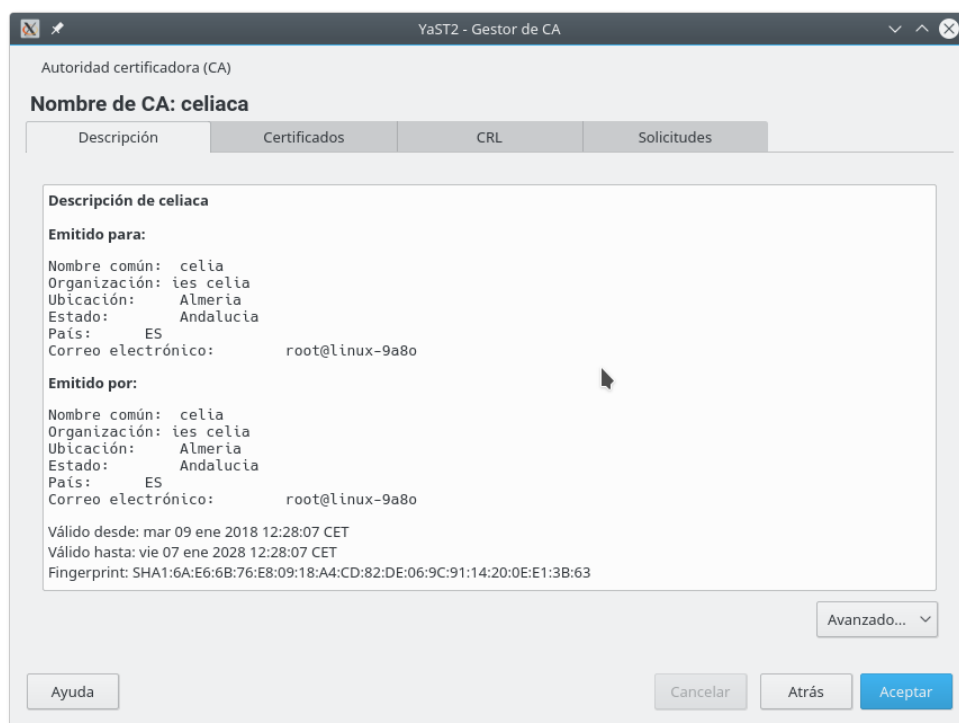 YaST2 - Gestor de CA
Autoridad certificadora (CA)
Nombre de CA: celiaca
Descripción Certificados CRL Solicitudes
Descripción de celiaca
Emitido para:
Nombre común: celia
Organización: ies celia
Ubicación: Almeria
Estado: Andalucia
País: ES
Correo electrónico: root@linux-9a8o
Emitido por:
Nombre común: celia
Organización: ies celia
Ubicación: Almeria
Estado: Andalucia
País: ES
Correo electrónico: root@linux-9a8o
Válido desde: mar 09 ene 2018 12:28:07 CET
Válido hasta: vie 07 ene 2028 12:28:07 CET
Fingerprint: SHA1:6A:E6:6B:76:E8:09:18:A4:CD:82:DE:06:9C:91:14:20:0E:E1:3B:63
Avanzado...
Ayuda Cancelar Atrás Aceptar